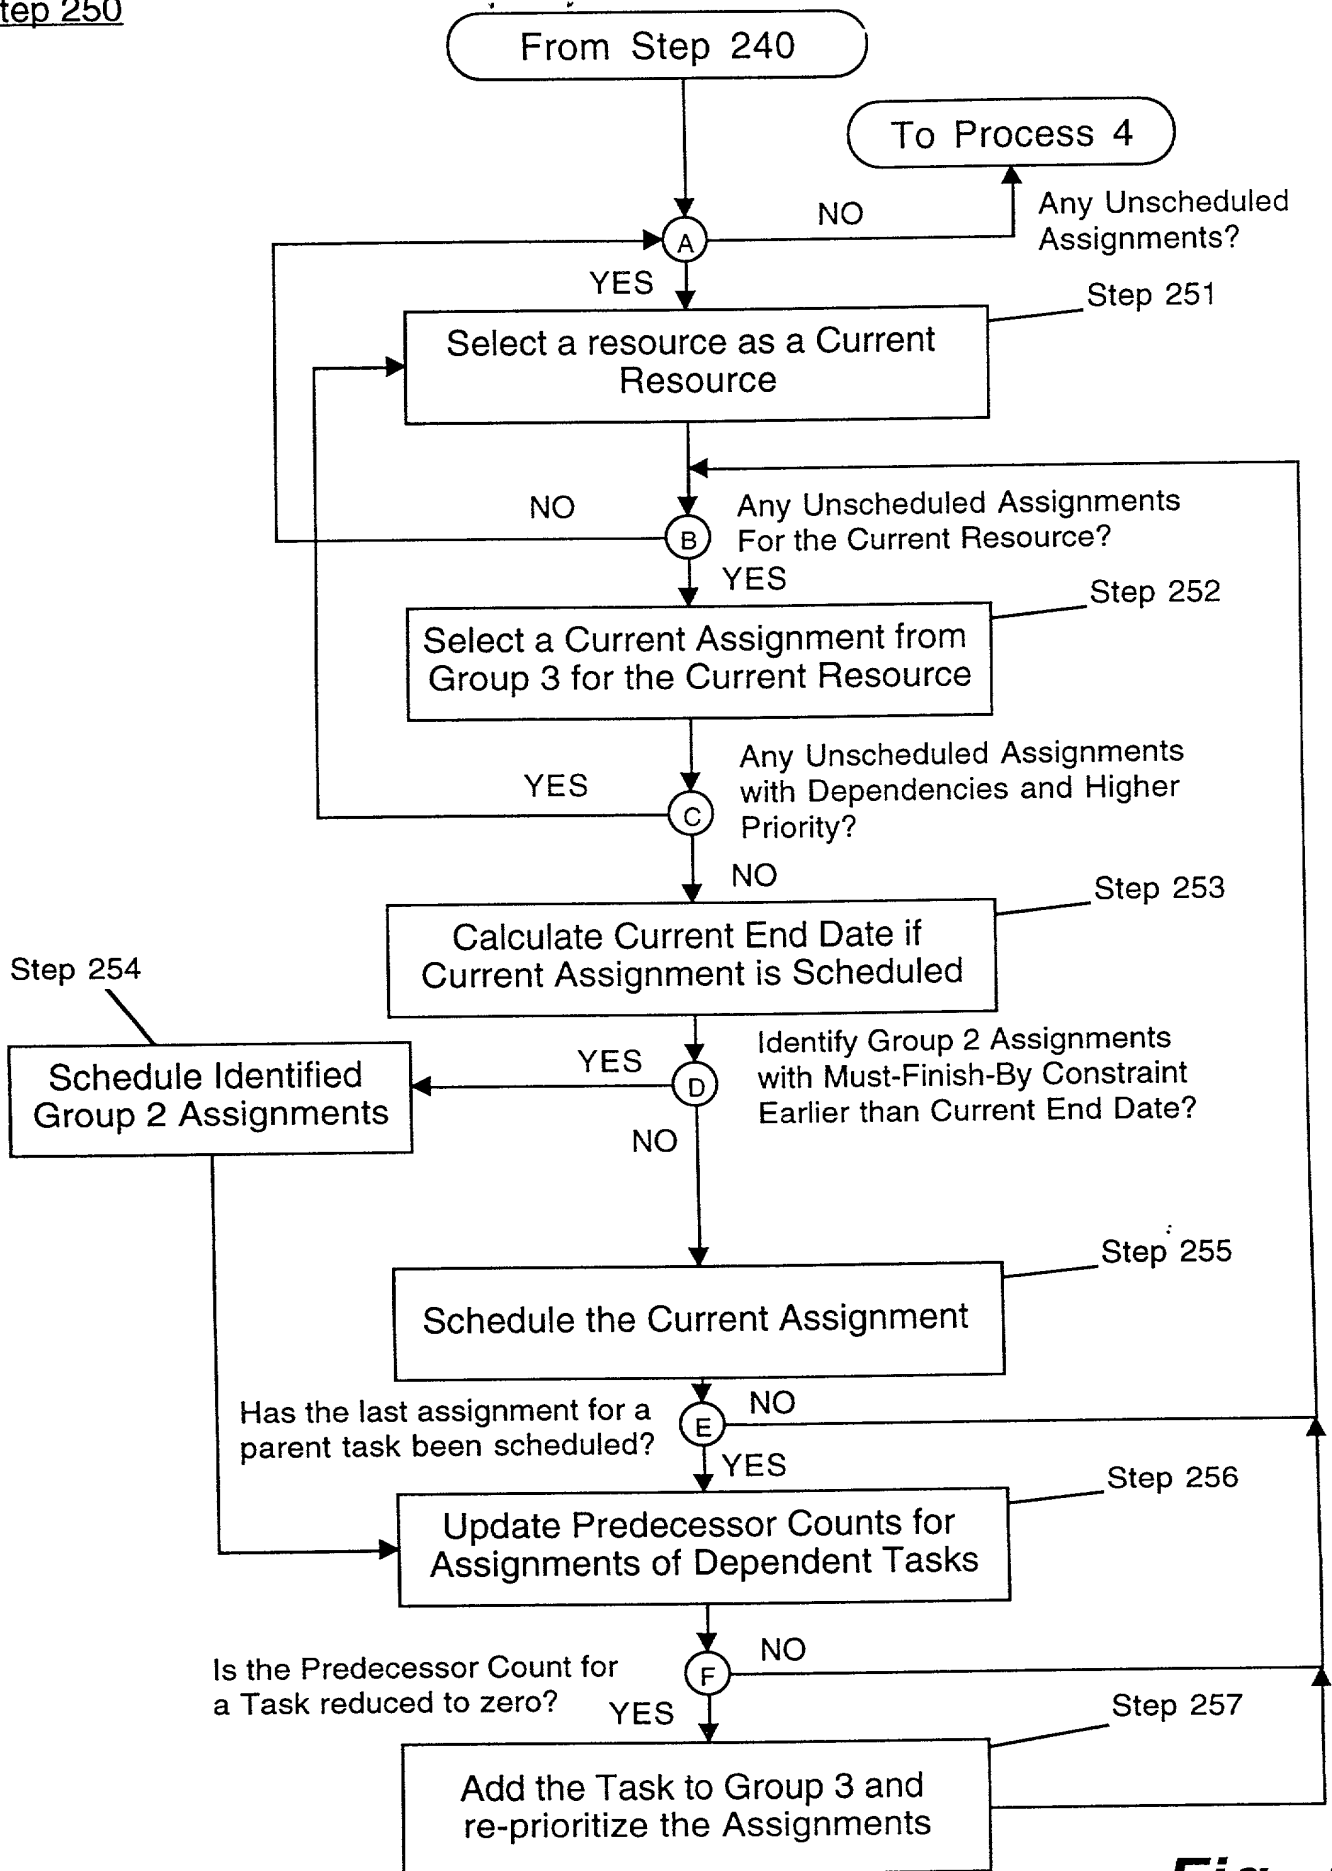 tep 250
From Step 240
To Process 4
NO
Any Unscheduled
Assignments?
A
YES
Step 251
Select a resource as a Current
Resource
NO
Any Unscheduled Assignments
For the Current Resource?
B
YES
Step 252
Select a Current Assignment from
Group 3 for the Current Resource
Any Unscheduled Assignments
with Dependencies and Higher
Priority?
YES
C
NO
Step 253
Calculate Current End Date if
Current Assignment is Scheduled
Step 254
Schedule Identified
Group 2 Assignments
YES
D
Identify Group 2 Assignments
with Must-Finish-By Constraint
Earlier than Current End Date?
NO
Step 255
Schedule the Current Assignment
Has the last assignment for a
parent task been scheduled?
E
NO
YES
Step 256
Update Predecessor Counts for
Assignments of Dependent Tasks
Is the Predecessor Count for
a Task reduced to zero?
F
NO
YES
Step 257
Add the Task to Group 3 and
re-prioritize the Assignments